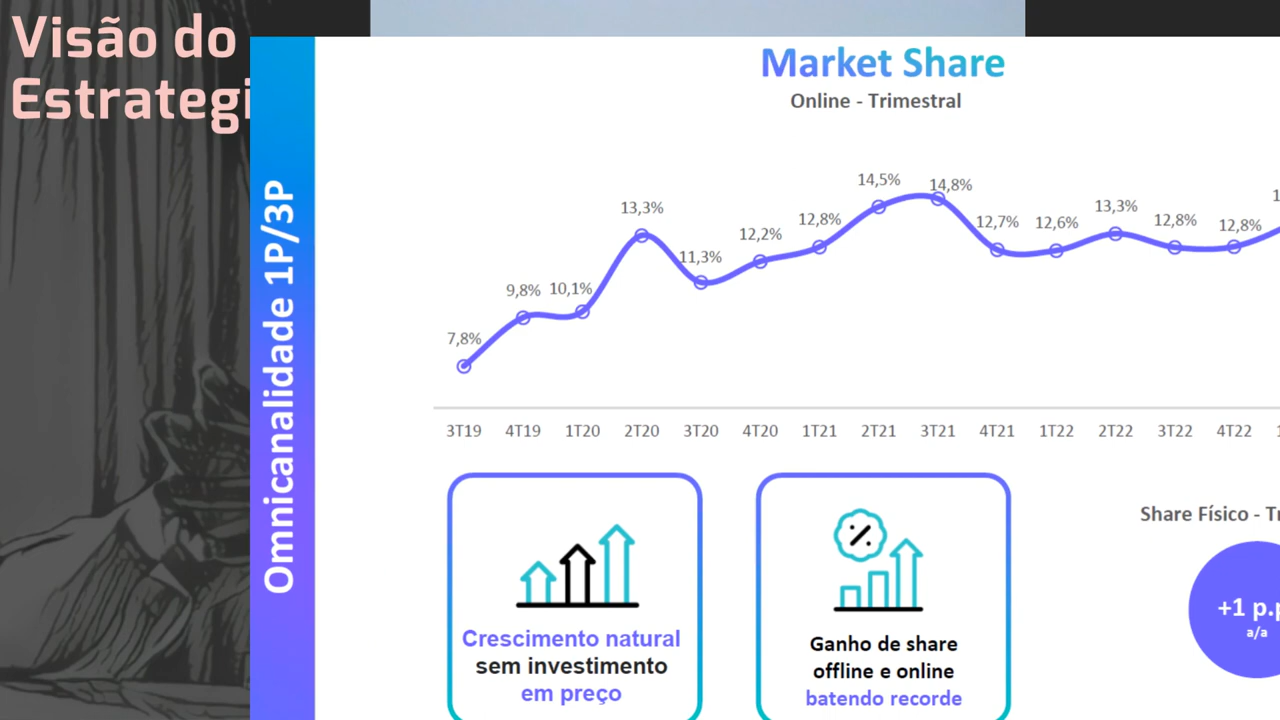 Visão do
Estrategi
Omnicanalidade 1P/3P
Market Share
Online - Trimestral
7,8%
9,8%
10,1%
13,3%
11,3%
12,2%
12,8%
14,5%
14,8%
12,7%
12,6%
13,3%
12,8%
12,8%
1
3T19 4T19 1T20 2T20 3T20 4T20 1T21 2T21 3T21 4T21 1T22 2T22 3T22 4T22 1
Crescimento natural
sem investimento
em preço
Ganho de share
offline e online
batendo recorde
Share Físico - Tr
+1 p.p
a/a